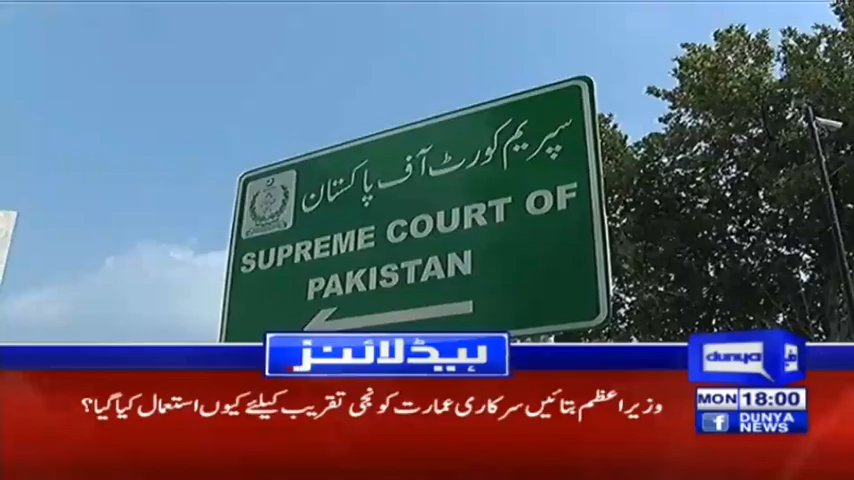 سپریم کورٹ آف پاکستان
SUPREME COURT OF
PAKISTAN
ہیڈلائنز
dunya
وزیراعظم بتائیں سرکاری عمارت کو نجی تقریب کیلئے کیوں استعمال کیا گیا؟
MON 18:00
f DUNYA
NEWS